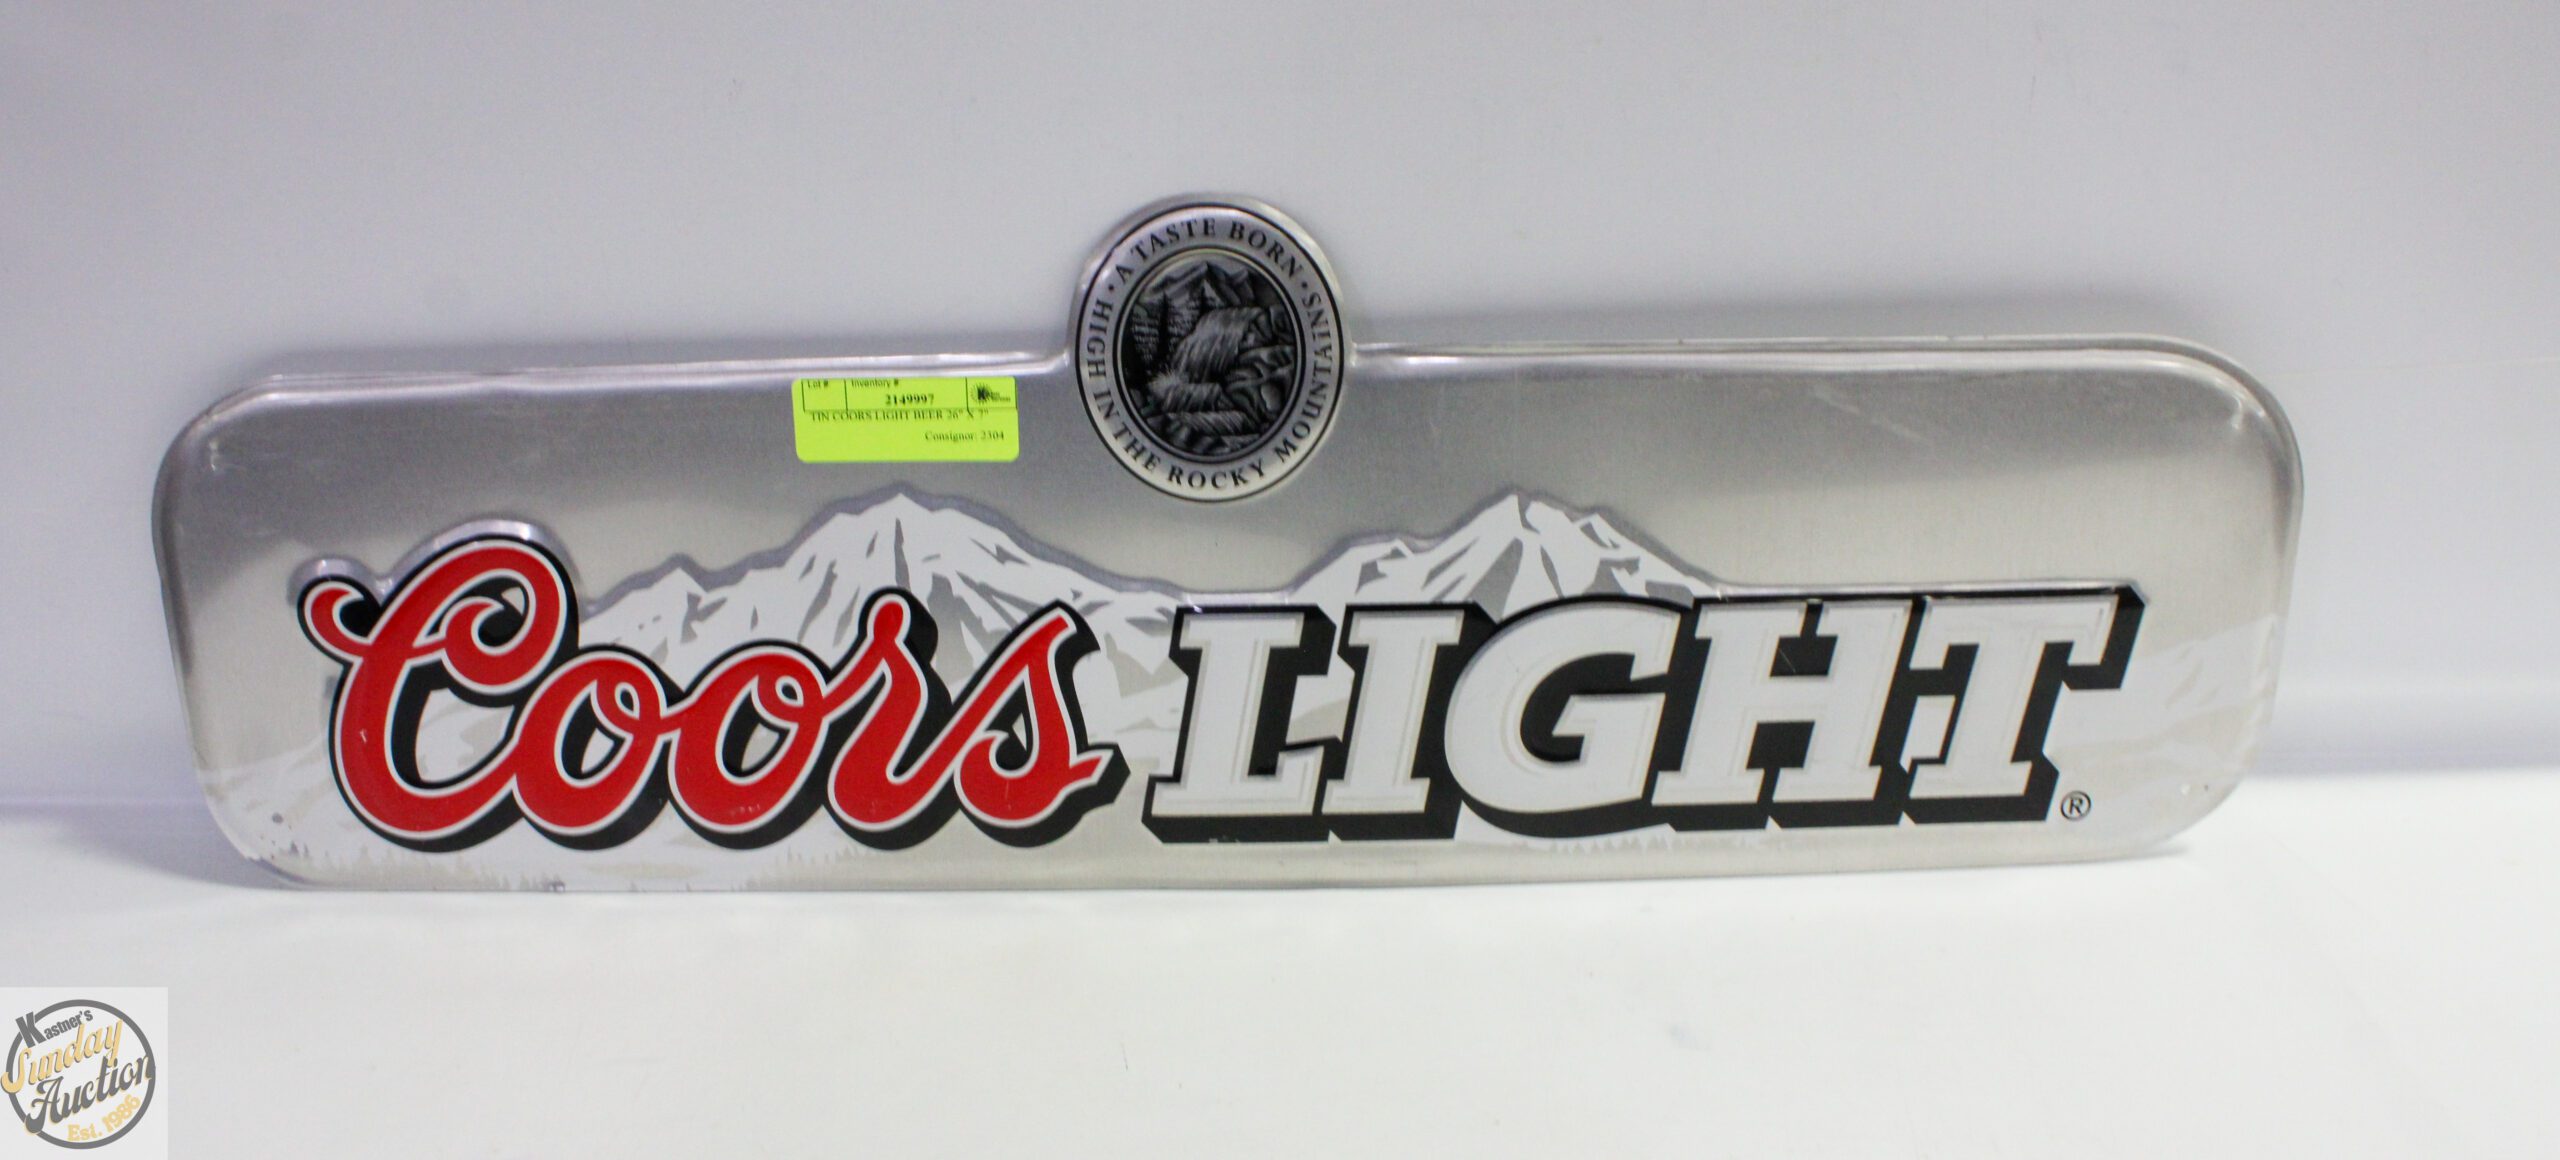 A TASTE BORN • HIGH IN THE ROCKY MOUNTAINS •
Lot # Inventory #
2149997
TIN COORS LIGHT BEER 26" X 7"
Consignor: 2304
Coors LIGHT ®
Kastner's
Sunday
Auction
Est. 1986